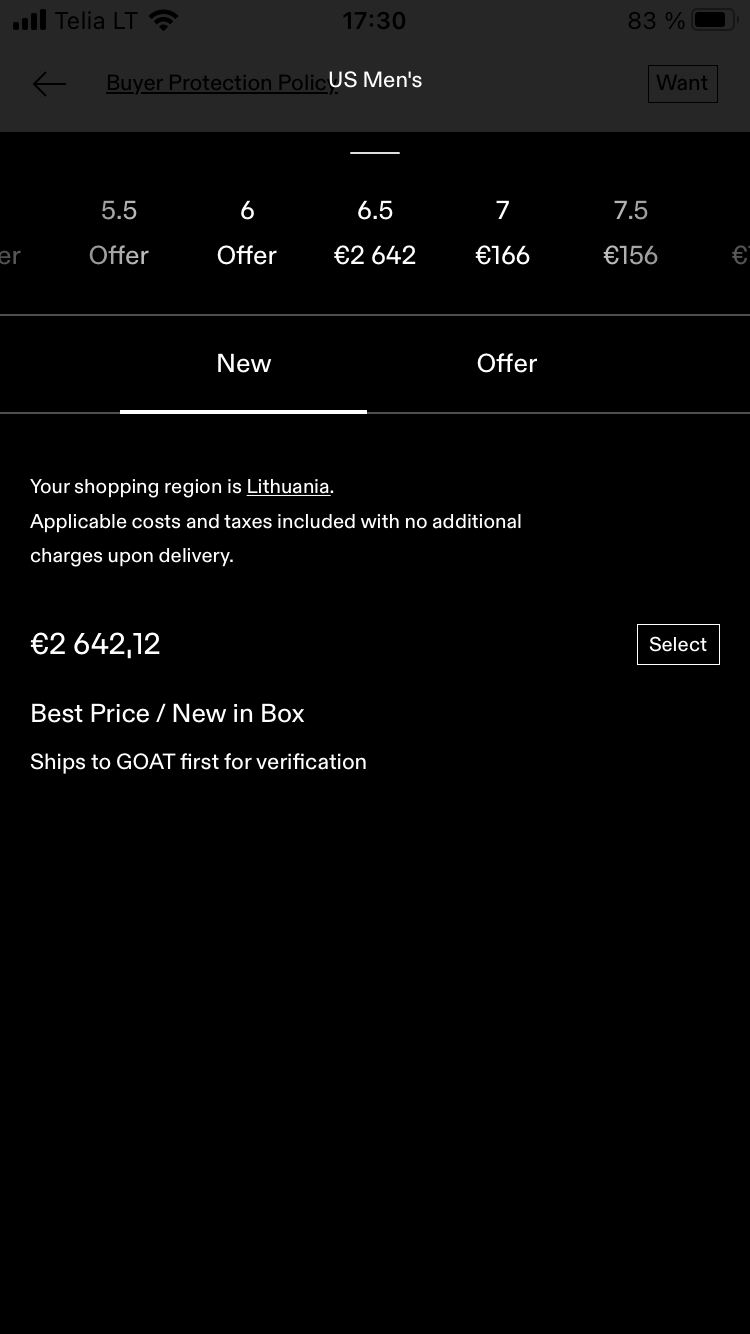 Telia LT 17:30 83 %
Buyer Protection Policy US Men's Want
5.5 6 6.5 7 7.5
er Offer Offer €2 642 €166 €156 €
New Offer
Your shopping region is Lithuania.
Applicable costs and taxes included with no additional
charges upon delivery.
€2 642,12 Select
Best Price / New in Box
Ships to GOAT first for verification